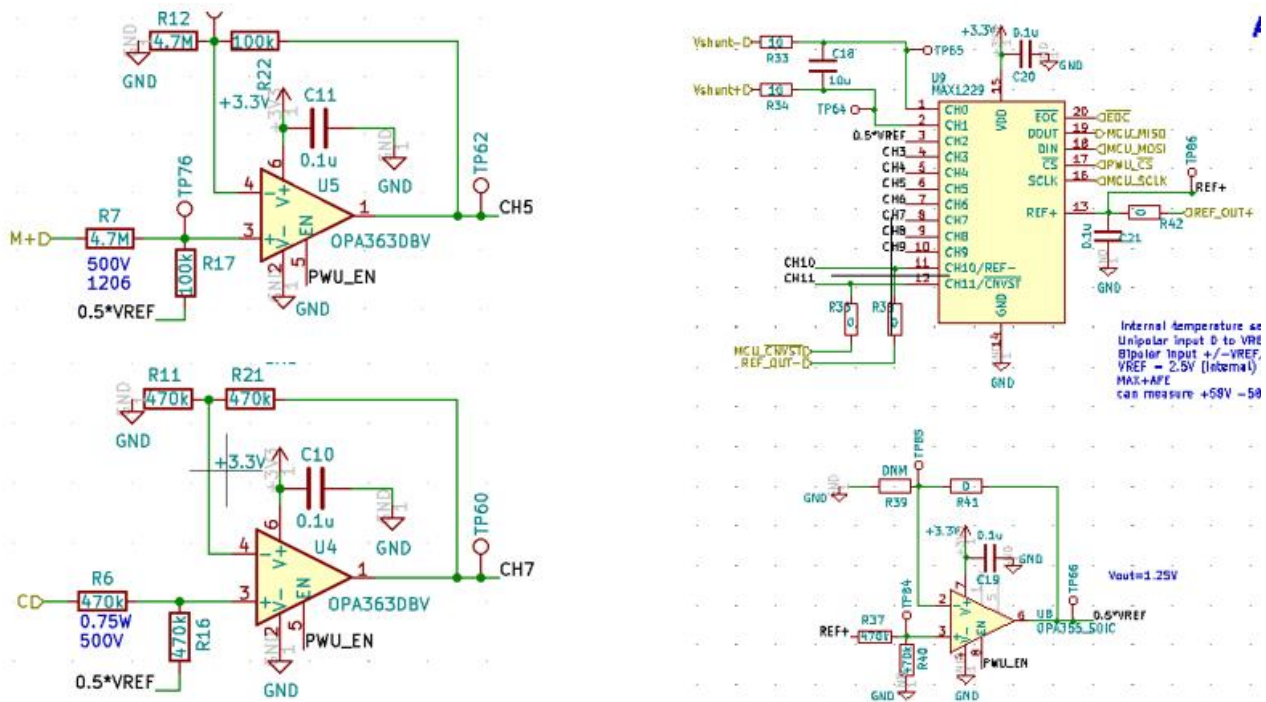 R12
GND
4.7M
100k
GND
R22
+3.3V
C11
0.1u
GND
GND
TP62
TP76
U5
4
6
V+
1
CH5
OPA363DBV
M+
R7
4.7M
3
V-
EN
500V
1206
100k
R17
2
5
PWU_EN
GND
0.5*VREF
R11
R21
470k
470k
GND
+3.3V
C10
0.1u
GND
GND
TP60
U4
4
6
V+
1
CH7
OPA363DBV
C
R6
470k
3
V-
EN
0.75W
500V
470k
R16
2
5
PWU_EN
GND
0.5*VREF
Vshunt-
10
R33
C18
10u
TP65
Vshunt+
10
R34
TP64
+3.3V
0.1u
C20
GND
U9
MAX1229
15
VDD
1 CH0
2 CH1
0.5*VREF 3 CH2
CH3 4 CH3
CH4 5 CH4
CH5 6 CH5
CH6 7 CH6
CH7 8 CH7
CH8 9 CH8
CH9 10 CH9
CH10 11 CH10/REF-
CH11 12 CH11/CNVST
EOC 20 EOC
DOUT 19 MCU_MISO
DIN 18 MCU_MOSI
CS 17 PWU_CS
SCLK 16 MCU_SCLK
TP86
REF+
REF+ 13
0
R42
REF_OUT+
0.1u
C21
GND
GND
14
GND
0
0
MCU_CNVST
REF_OUT-
Internal temperature se
Unipolar input 0 to VRE
Bipolar input +/-VREF/
VREF = 2.5V (Internal)
MAX+AFE
TP85
DNM
GND
R39
0
R41
+3.3V
0.1u
C19
GND
TP84
TP66
Vout=1.25V
2
7
V+
6
U8
0.5*VREF
OPA355_SOIC
REF+
R37
470k
3
V-
EN
470k
R40
4
8
PWU_EN
GND
GND